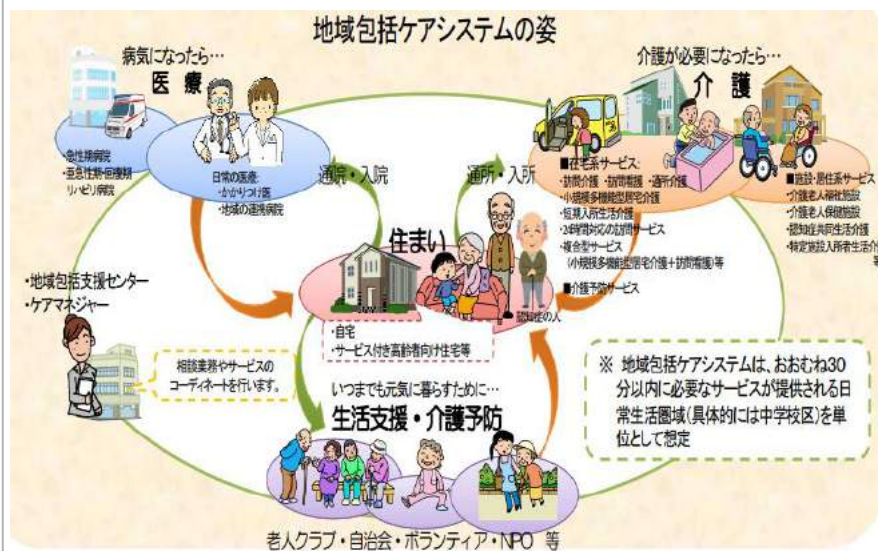 地域包括ケアシステムの姿
病気になったら…
医 療
・急性期病院
・亜急性期・回復期
リハビリ病院
日常の医療:
・かかりつけ医
・地域の連携病院
通院・入院
通所・入所
介護が必要になったら…
介 護
■在宅系サービス:
・訪問介護 ・訪問看護 ・通所介護
・小規模多機能型居宅介護
・短期入所生活介護
・24時間対応の訪問サービス
・複合型サービス
(小規模多機能型居宅介護+訪問看護)等
■介護予防サービス
■施設・居住系サービス
・介護老人福祉施設
・介護老人保健施設
・認知症共同生活介護
・特定施設入所者生活介
等
住まい
認知症の人
・自宅
・サービス付き高齢者向け住宅等
・地域包括支援センター
・ケアマネジャー
相談業務やサービスの
コーディネートを行います。
いつまでも元気に暮らすために…
生活支援・介護予防
老人クラブ・自治会・ボランティア・NPO 等
※ 地域包括ケアシステムは、おおむね30
分以内に必要なサービスが提供される日
常生活圏域(具体的には中学校区)を単
位として想定